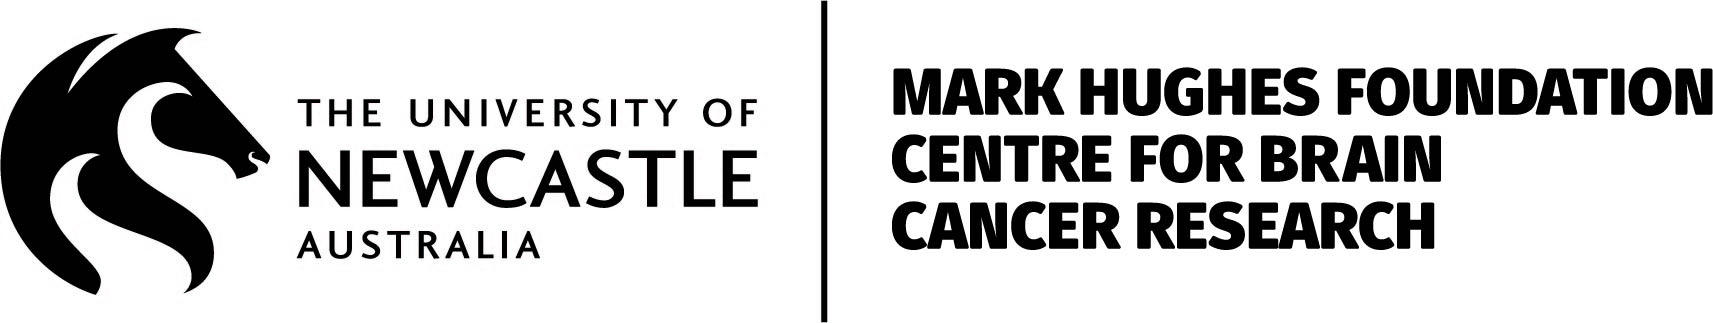 THE UNIVERSITY OF
NEWCASTLE
AUSTRALIA
MARK HUGHES FOUNDATION
CENTRE FOR BRAIN
CANCER RESEARCH